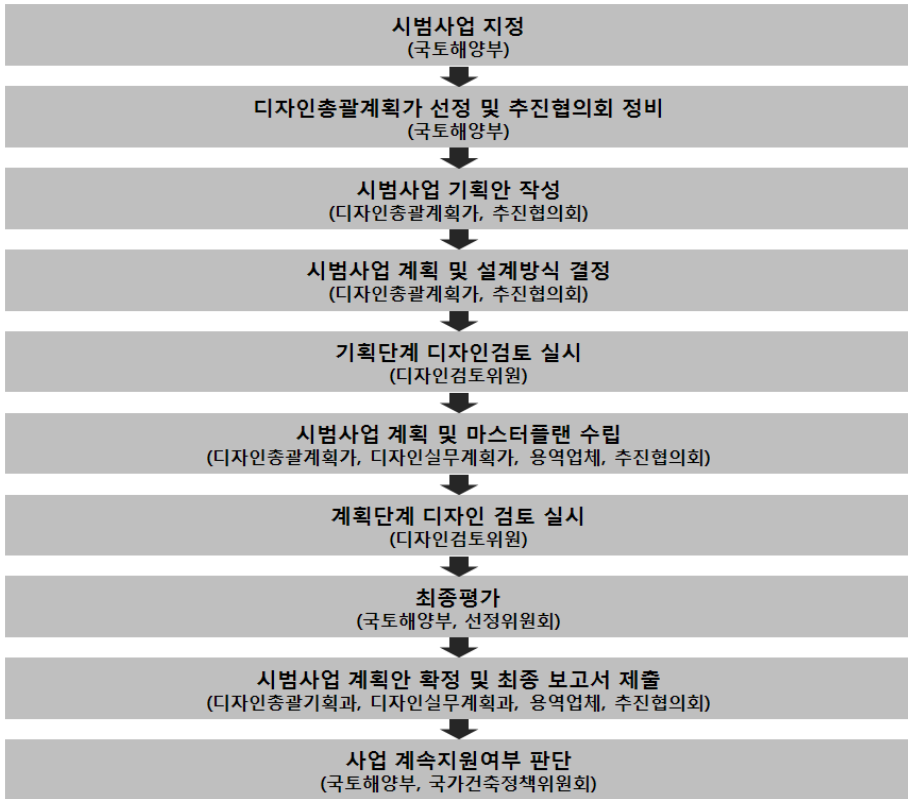 시범사업 지정
(국토해양부)
디자인총괄계획가 선정 및 추진협의회 정비
(국토해양부)
시범사업 기획안 작성
(디자인총괄계획가, 추진협의회)
시범사업 계획 및 설계방식 결정
(디자인총괄계획가, 추진협의회)
기획단계 디자인검토 실시
(디자인검토위원)
시범사업 계획 및 마스터플랜 수립
(디자인총괄계획가, 디자인실무계획가, 용역업체, 추진협의회)
계획단계 디자인 검토 실시
(디자인검토위원)
최종평가
(국토해양부, 선정위원회)
시범사업 계획안 확정 및 최종 보고서 제출
(디자인총괄기획과, 디자인실무계획과, 용역업체, 추진협의회)
사업 계속지원여부 판단
(국토해양부, 국가건축정책위원회)